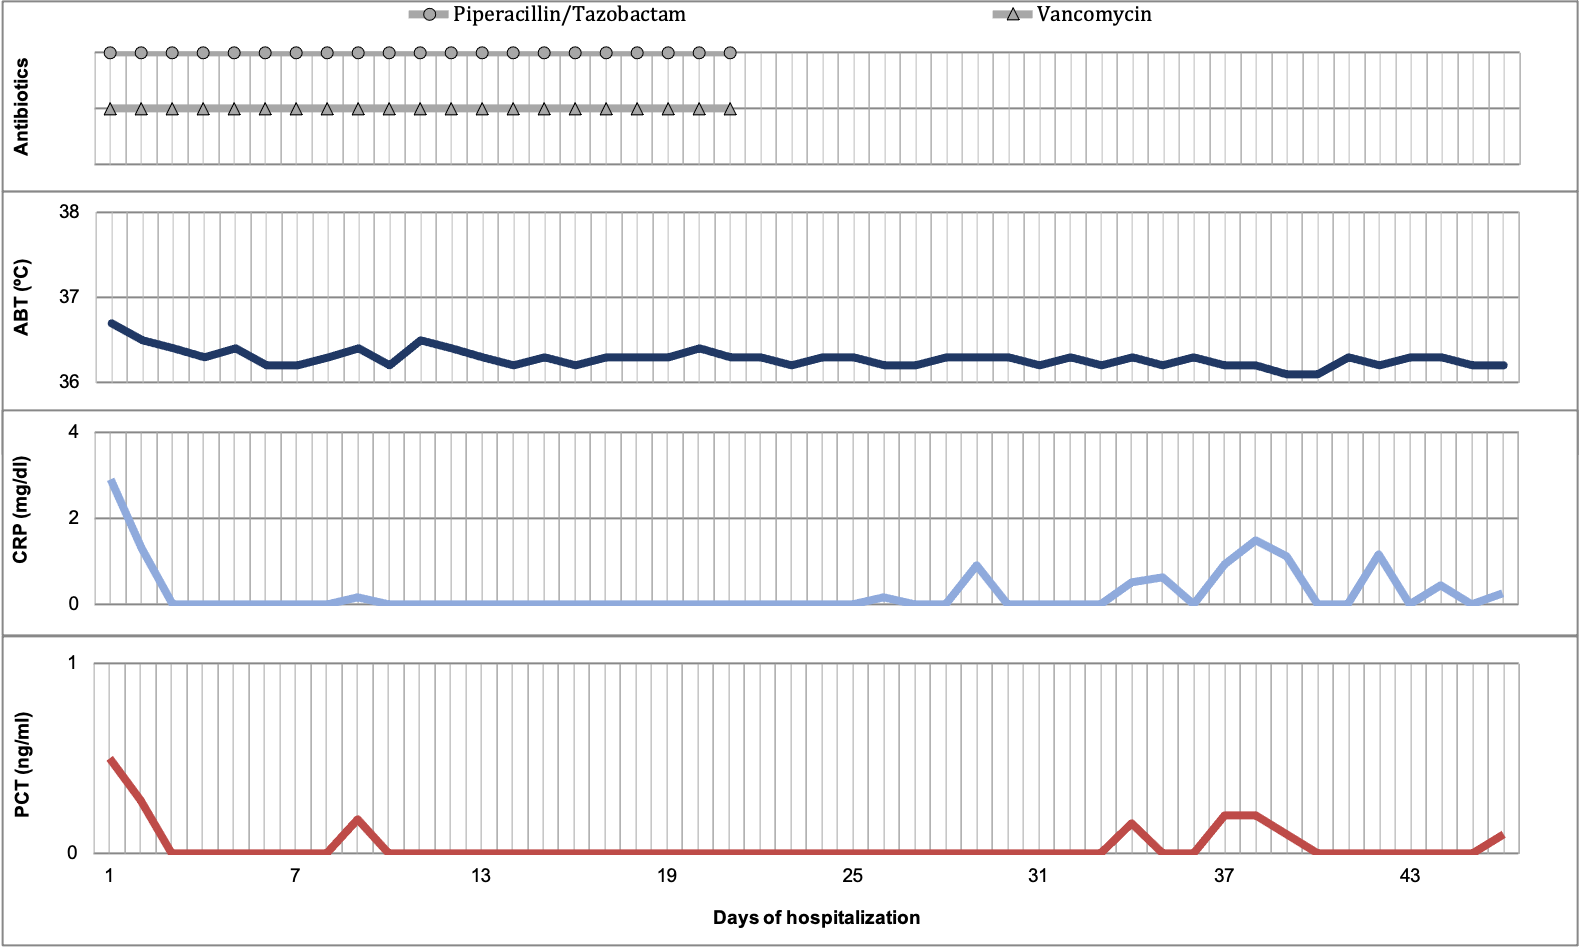 Piperacillin/Tazobactam
Vancomycin
Antibiotics
38
37
36
ABT (ºC)
4
2
0
CRP (mg/dl)
1
0
PCT (ng/ml)
1 7 13 19 25 31 37 43
Days of hospitalization